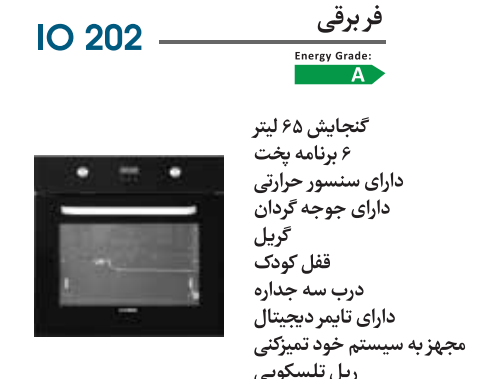 فر برقی
IO 202
Energy Grade:
A
گنجایش ۶۵ لیتر
۶ برنامه پخت
دارای سنسور حرارتی
دارای جوجه گردان
گریل
قفل کودک
درب سه جداره
دارای تایمر دیجیتال
مجهز به سیستم خود تمیزکنی
ریل تلسکوپی